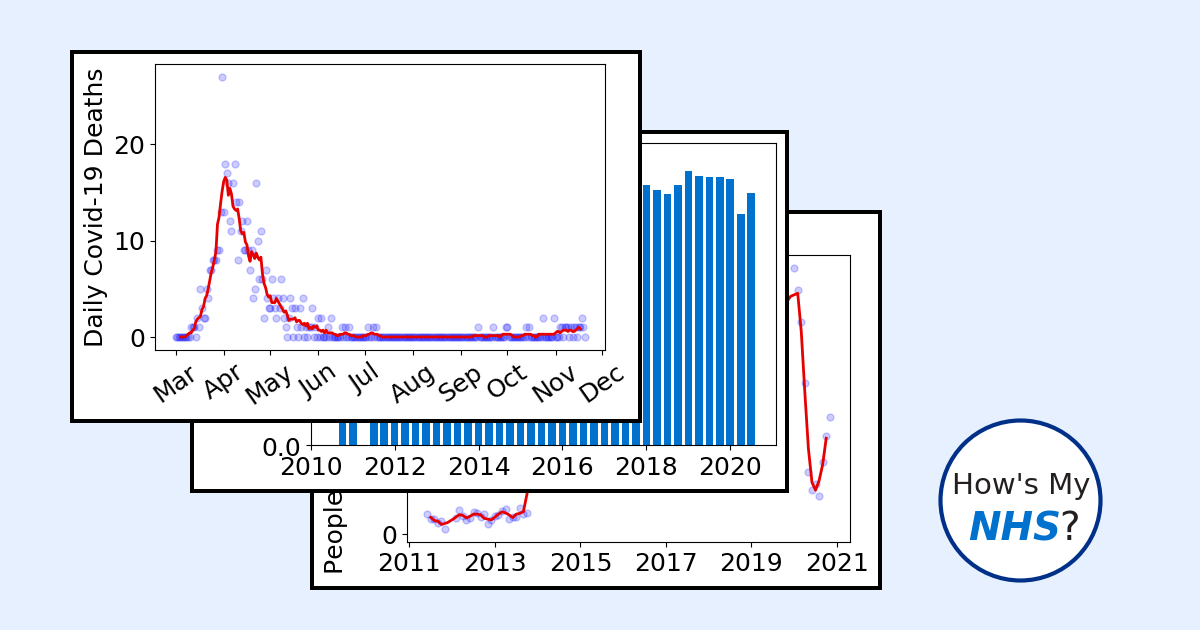 Daily Covid-19 Deaths
20
10
0
Mar Apr May Jun Jul Aug Sep Oct Nov Dec
0.0
2010 2012 2014 2016 2018 2020
People
0
2011 2013 2015 2017 2019 2021
How's My
NHS?